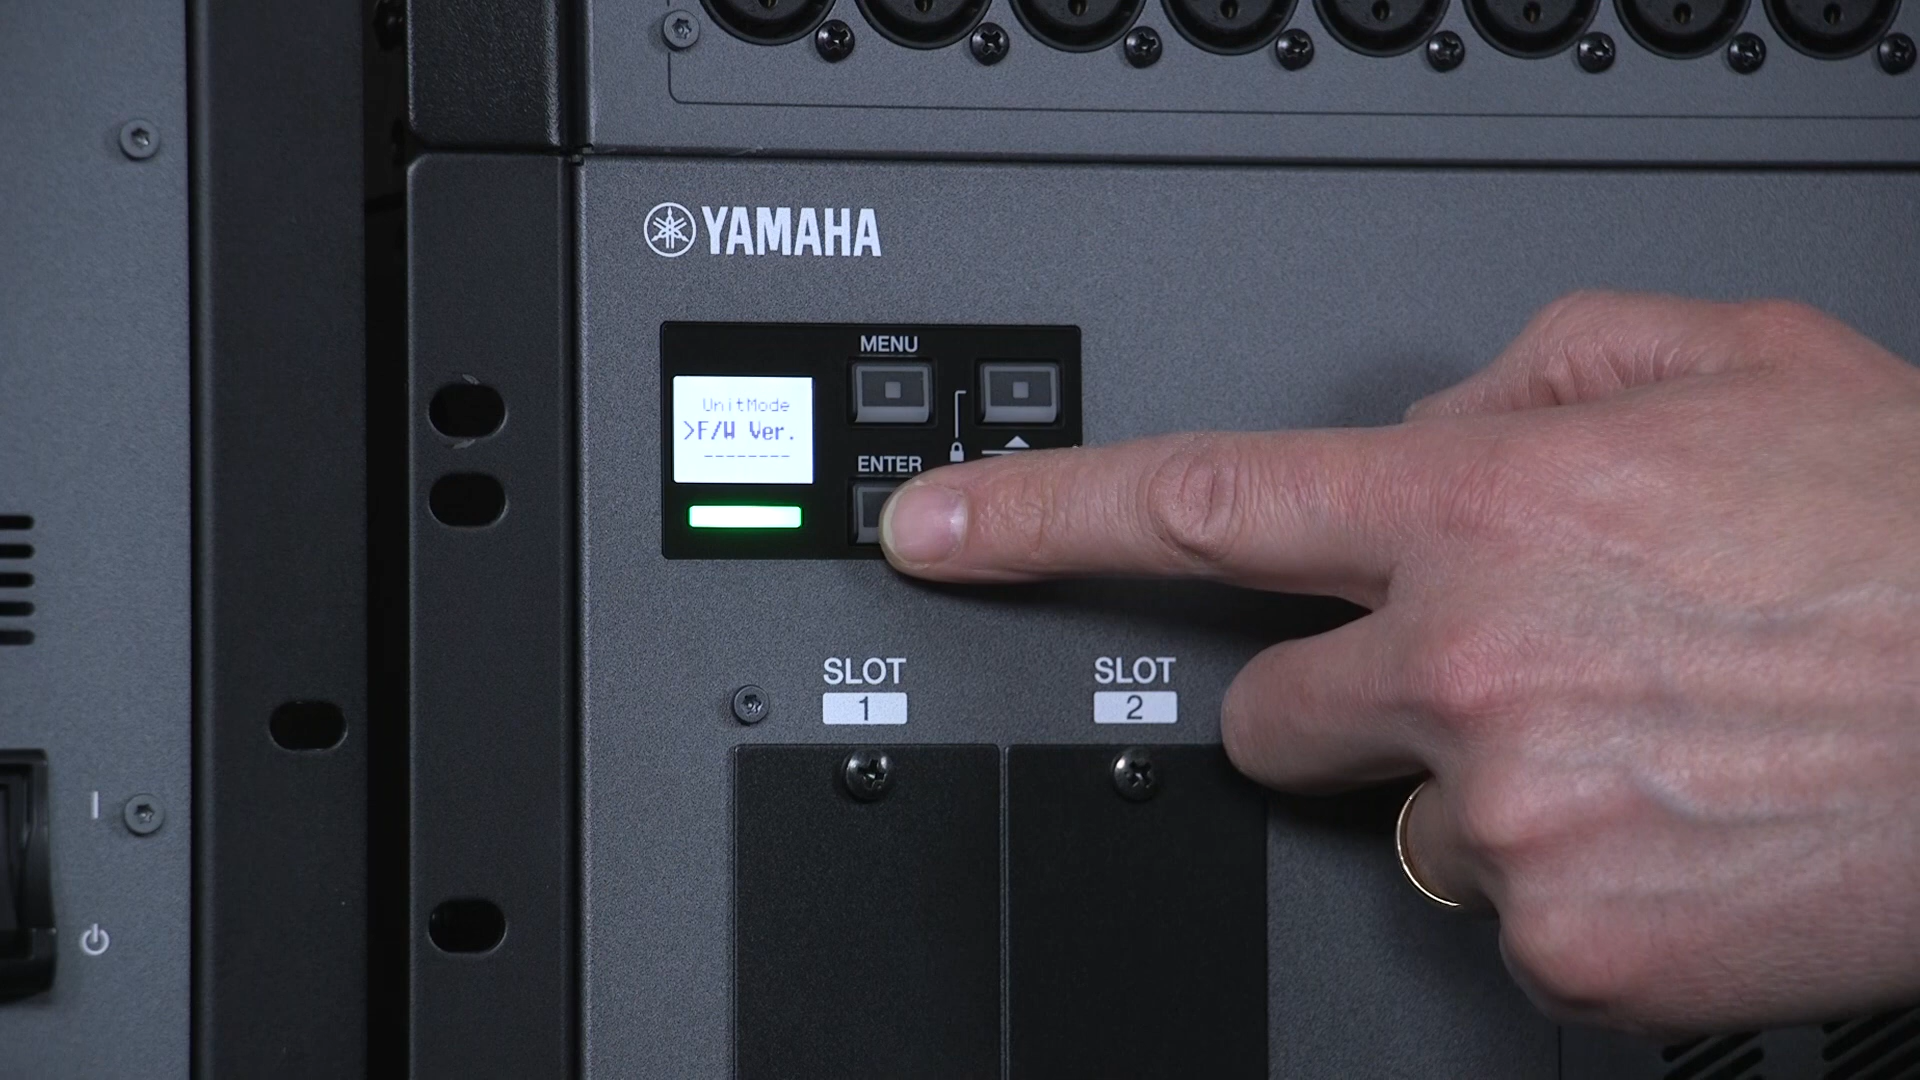 YAMAHA
MENU
UnitMode
>F/W Ver.
--------
ENTER
SLOT
1
SLOT
2